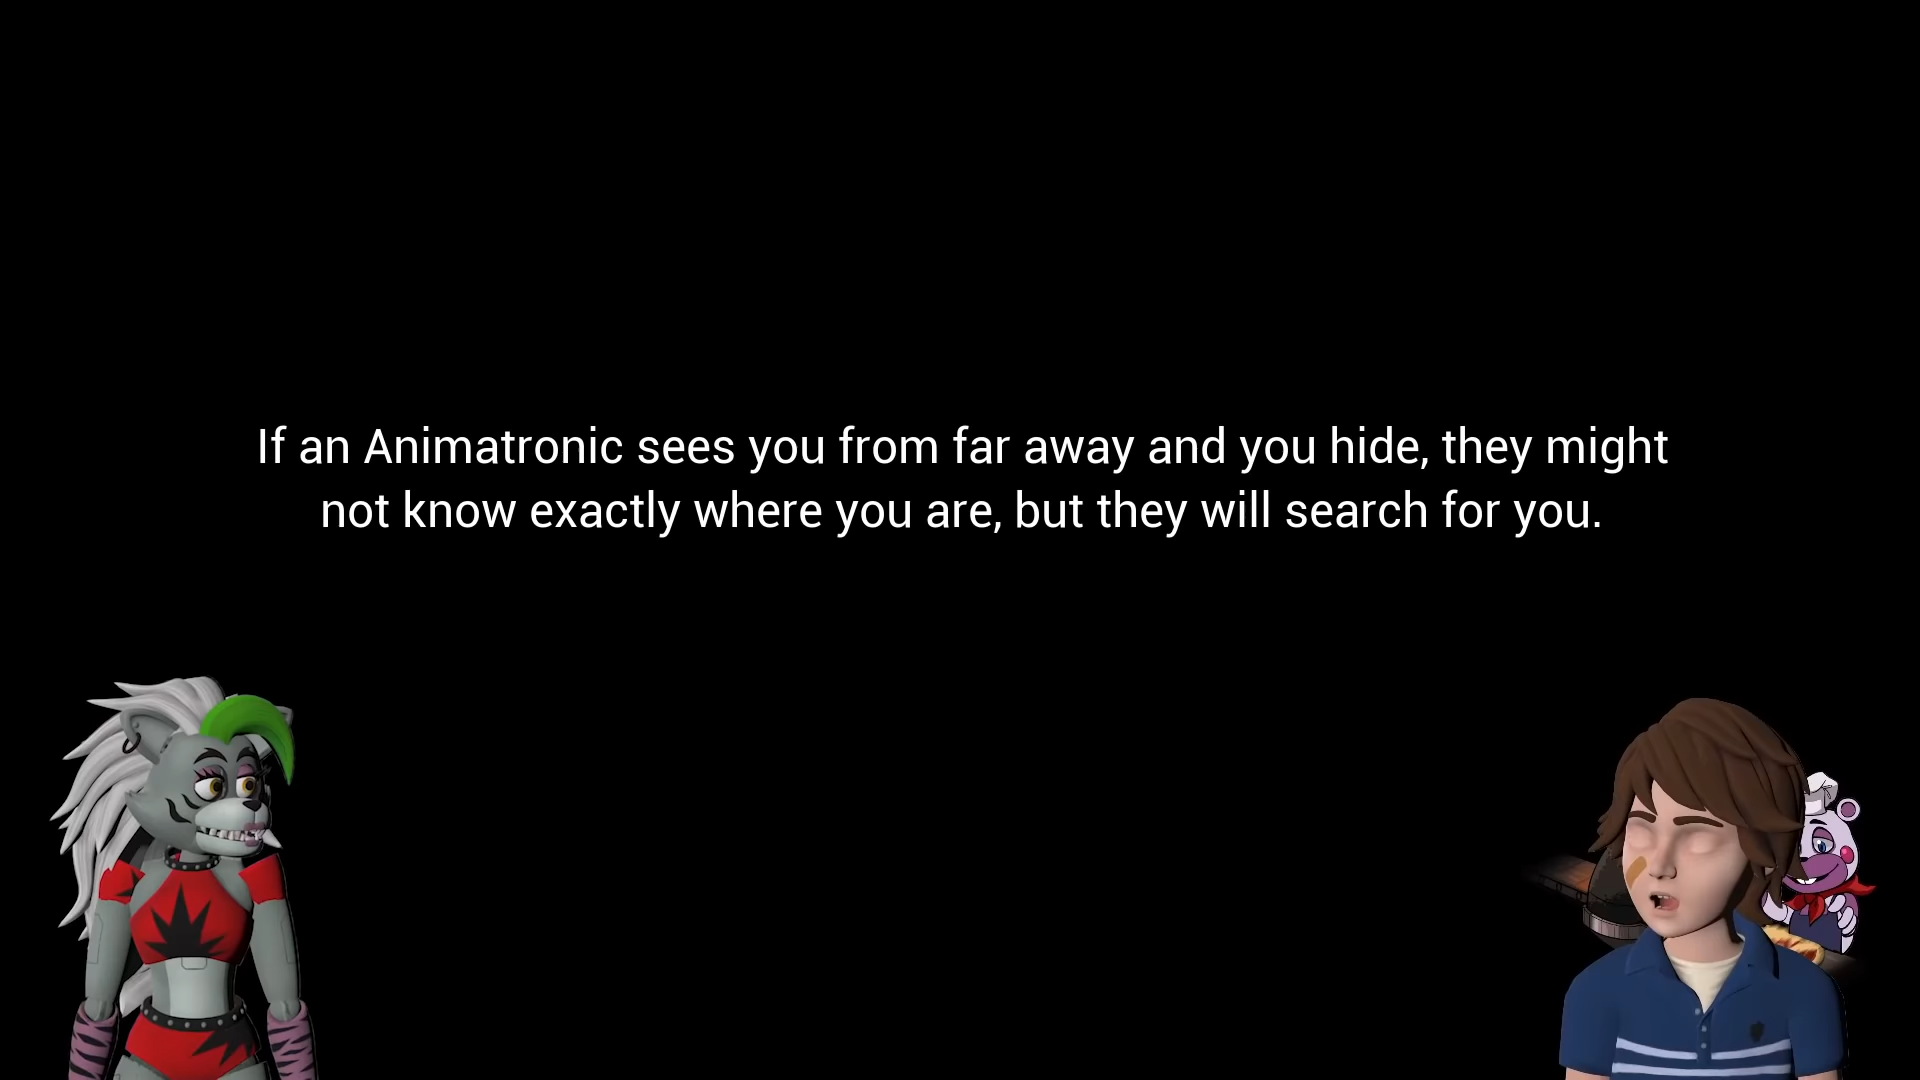 If an Animatronic sees you from far away and you hide, they might
not know exactly where you are, but they will search for you.